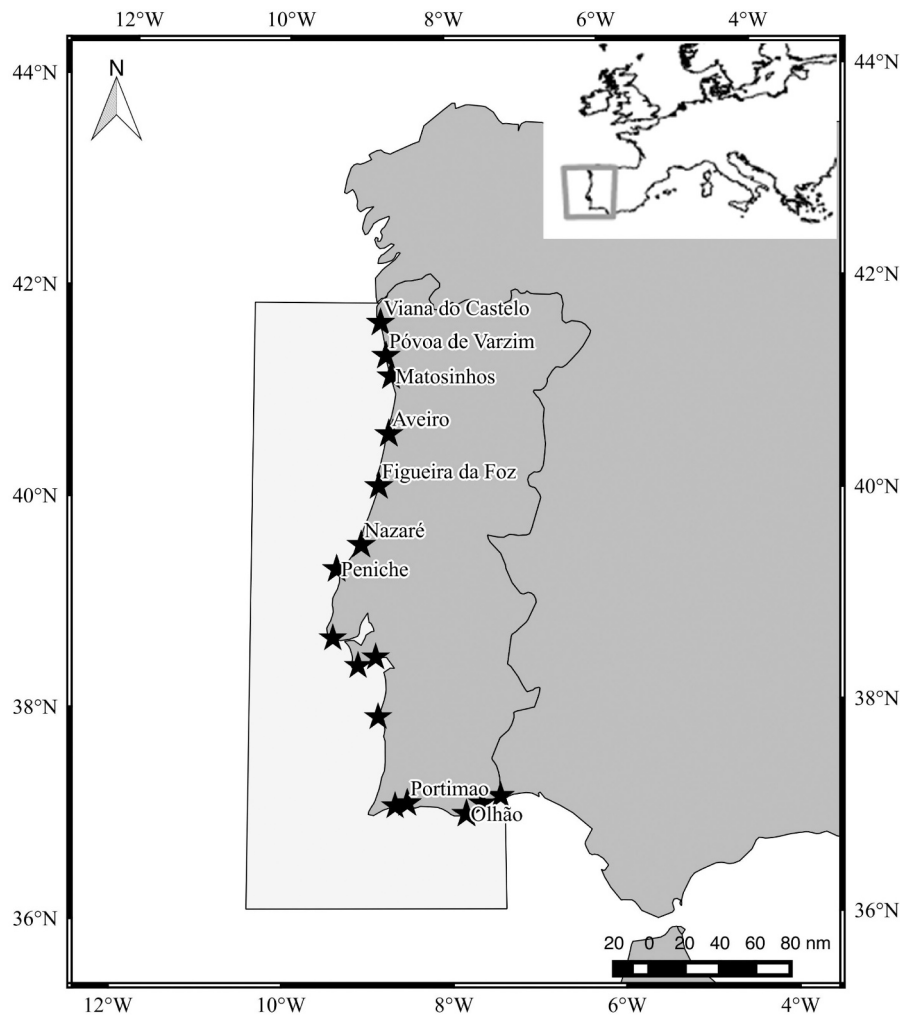 12°W 10°W 8°W 6°W 4°W
44°N 44°N
N
42°N 42°N
Viana do Castelo
Póvoa de Varzim
Matosinhos
Aveiro
Figueira da Foz
40°N 40°N
Nazaré
Peniche
38°N 38°N
Portimao
Olhão
36°N 36°N
20 0 20 40 60 80 nm
12°W 10°W 8°W 6°W 4°W